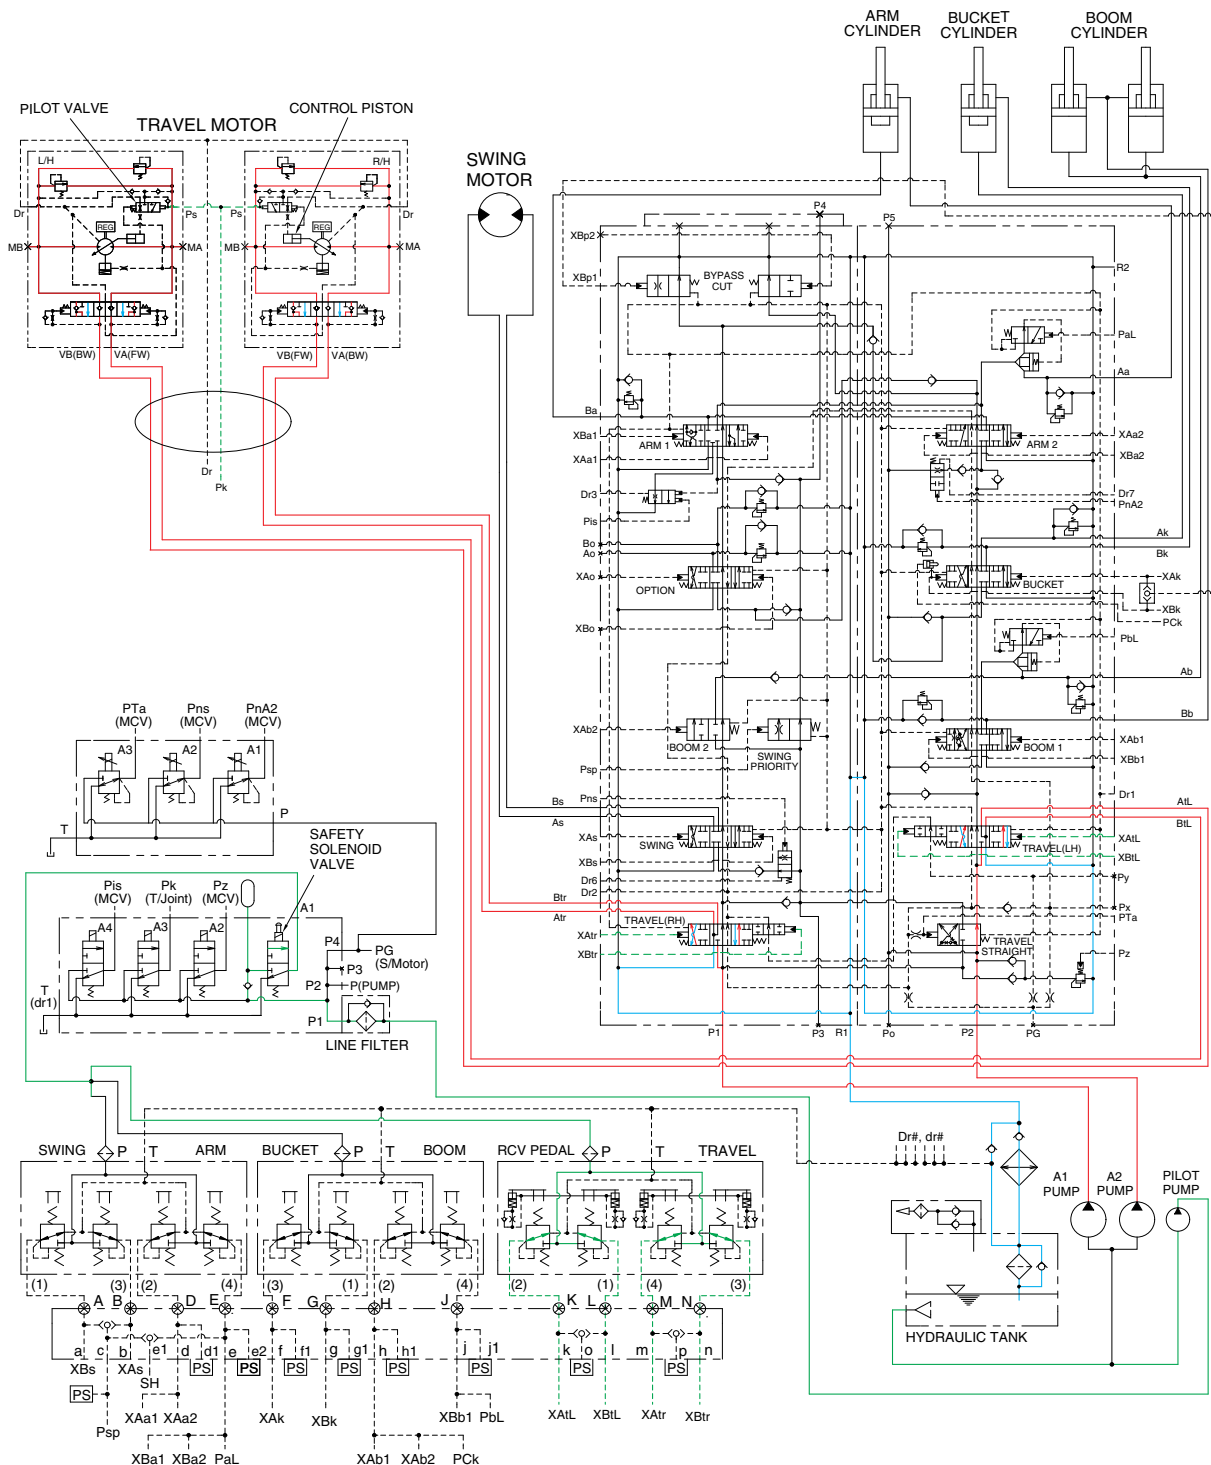 ARM CYLINDER
BUCKET CYLINDER
BOOM CYLINDER
PILOT VALVE
CONTROL PISTON
TRAVEL MOTOR
L/H
R/H
Dr
Ps
Ps
Dr
REG
REG
MB
MA
MB
MA
VB(BW)
VA(FW)
VB(FW)
VA(BW)
Dr
Pk
SWING MOTOR
P4
P5
XBp2
XBp1
BYPASS CUT
R2
PaL
Aa
Ba
XBa1
ARM 1
XAa1
ARM 2
XAa2
XBa2
Dr3
Pis
Dr7
PnA2
Bo
Ao
Ak
Bk
XAo
OPTION
BUCKET
XAk
XBk
PCk
XBo
PbL
Ab
Bb
XAb2
BOOM 2
SWING PRIORITY
BOOM 1
XAb1
XBb1
Psp
Pns
Dr1
Bs
As
AtL
BtL
XAs
SWING
XBs
TRAVEL(LH)
XAtL
XBtL
Dr6
Dr2
Py
Btr
Atr
TRAVEL(RH)
Px
PTa
XAtr
XBtr
TRAVEL STRAIGHT
Pz
P1
P3
R1
Po
P2
PG
PTa (MCV)
Pns (MCV)
PnA2 (MCV)
A3
A2
A1
T
P
SAFETY SOLENOID VALVE
Pis (MCV)
Pk (T/Joint)
Pz (MCV)
A1
A4
A3
A2
P4
PG (S/Motor)
P3
P2
P(PUMP)
T (dr1)
P1
LINE FILTER
SWING
P
T
ARM
BUCKET
P
T
BOOM
RCV PEDAL
P
T
TRAVEL
(1)
(3)
(2)
(4)
(3)
(1)
(2)
(4)
(2)
(1)
(4)
(3)
A
B
D
E
F
G
H
J
K
L
M
N
a
c
b
e1
d
d1
e
e2
f
f1
g
g1
h
h1
j
j1
k
o
l
m
p
n
XBs
XAs
SH
PS
PS
PS
PS
PS
PS
PS
PS
PS
Psp
XAa1
XAa2
XBa1
XBa2
PaL
XAk
XBk
XAb1
XAb2
PCk
XBb1
PbL
XAtL
XBtL
XAtr
XBtr
Dr#, dr#
A1 PUMP
A2 PUMP
PILOT PUMP
HYDRAULIC TANK